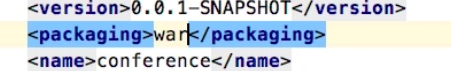 <version>0.0.1-SNAPSHOT</version>
<packaging>war</packaging>
<name>conference</name>